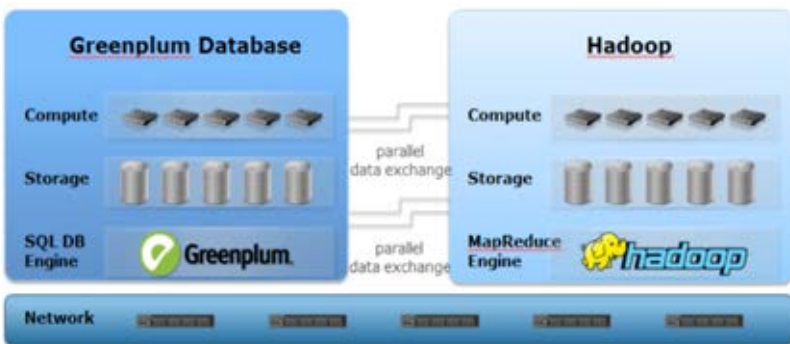 Greenplum Database
Compute
Storage
SQL DB
Engine
Greenplum.
parallel
data exchange
parallel
data exchange
Hadoop
Compute
Storage
MapReduce
Engine
hadoop
Network